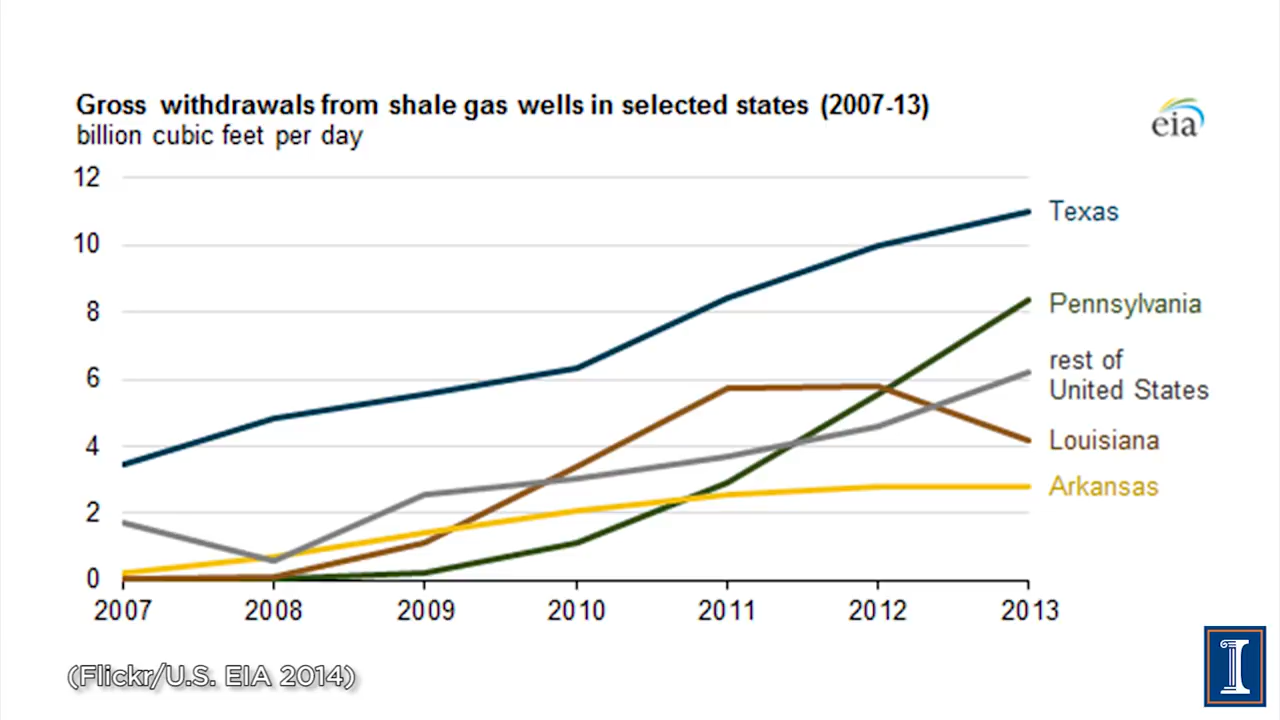 Gross withdrawals from shale gas wells in selected states (2007-13)
billion cubic feet per day
eia
12
10
8
6
4
2
0
Texas
Pennsylvania
rest of
United States
Louisiana
Arkansas
2007 2008 2009 2010 2011 2012 2013
(Flickr/U.S. EIA 2014)
I